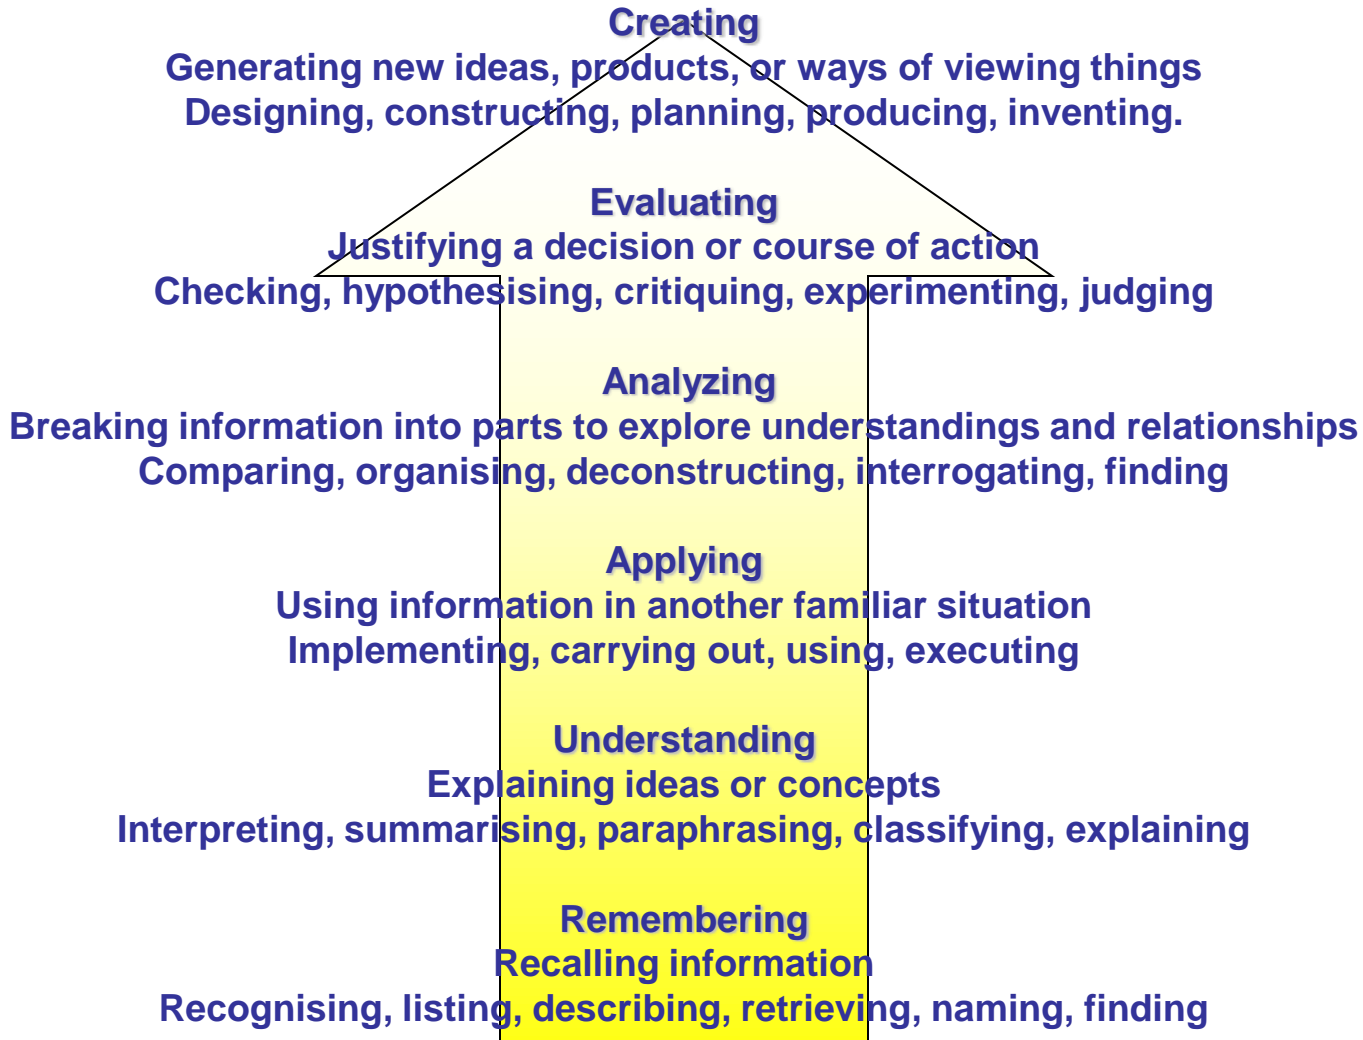 Creating
Generating new ideas, products, or ways of viewing things
Designing, constructing, planning, producing, inventing.
Evaluating
Justifying a decision or course of action
Checking, hypothesising, critiquing, experimenting, judging
Analyzing
Breaking information into parts to explore understandings and relationships
Comparing, organising, deconstructing, interrogating, finding
Applying
Using information in another familiar situation
Implementing, carrying out, using, executing
Understanding
Explaining ideas or concepts
Interpreting, summarising, paraphrasing, classifying, explaining
Remembering
Recalling information
Recognising, listing, describing, retrieving, naming, finding